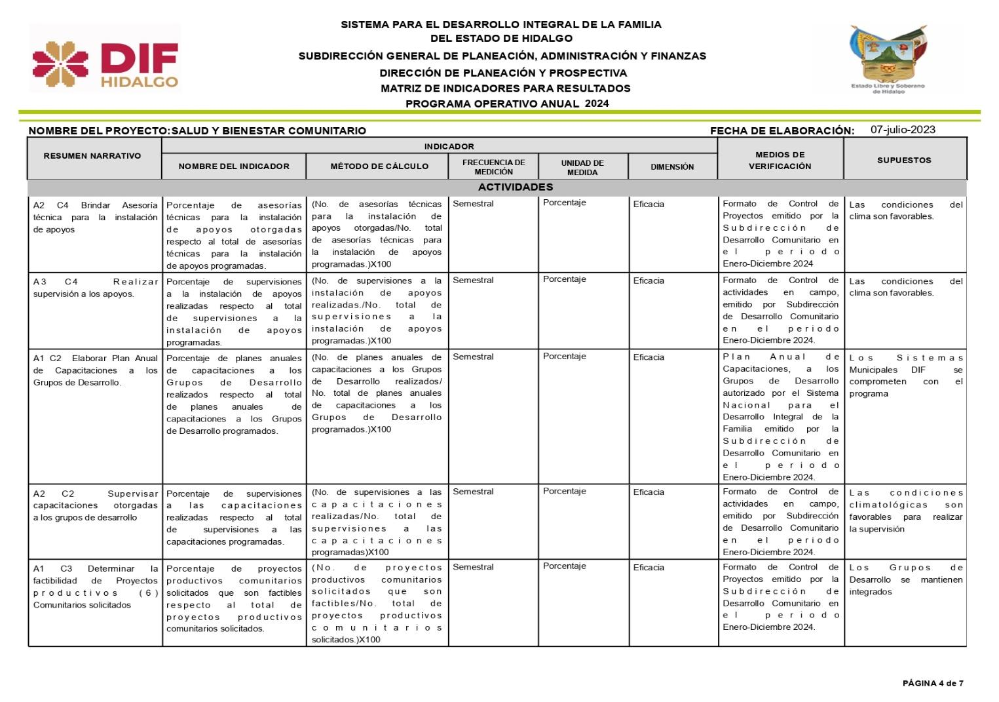 DIF
HIDALGO
SISTEMA PARA EL DESARROLLO INTEGRAL DE LA FAMILIA
DEL ESTADO DE HIDALGO
SUBDIRECCIÓN GENERAL DE PLANEACIÓN, ADMINISTRACIÓN Y FINANZAS
DIRECCIÓN DE PLANEACIÓN Y PROSPECTIVA
MATRIZ DE INDICADORES PARA RESULTADOS
PROGRAMA OPERATIVO ANUAL 2024
Estado Libre y Soberano
de Hidalgo
NOMBRE DEL PROYECTO:SALUD Y BIENESTAR COMUNITARIO
FECHA DE ELABORACIÓN: 07-julio-2023
RESUMEN NARRATIVO
INDICADOR
NOMBRE DEL INDICADOR
MÉTODO DE CÁLCULO
FRECUENCIA DE
MEDICIÓN
UNIDAD DE
MEDIDA
DIMENSIÓN
MEDIOS DE
VERIFICACIÓN
SUPUESTOS
ACTIVIDADES
A2 C4 Brindar Asesoría
técnica para la instalación
de apoyos
Porcentaje de asesorías
técnicas para la instalación
de apoyos otorgadas
respecto al total de asesorías
técnicas para la instalación
de apoyos programadas.
(No. de asesorías técnicas
para la instalación de
apoyos otorgadas/No. total
de asesorías técnicas para
la instalación de apoyos
programadas.)X100
Semestral
Porcentaje
Eficacia
Formato de Control de
Proyectos emitido por la
Subdirección de
Desarrollo Comunitario en
el periodo
Enero-Diciembre 2024
Las condiciones del
clima son favorables.
A3 C4 Realizar
supervisión a los apoyos.
Porcentaje de supervisiones
a la instalación de apoyos
realizadas respecto al total
de supervisiones a la
instalación de apoyos
programadas.
(No. de supervisiones a la
instalación de apoyos
realizadas./No. total de
supervisiones a la
instalación de apoyos
programadas.)X100
Semestral
Porcentaje
Eficacia
Formato de Control de
actividades en campo,
emitido por Subdirección
de Desarrollo Comunitario
en el periodo
Enero-Diciembre 2024.
Las condiciones del
clima son favorables.
A1 C2 Elaborar Plan Anual
de Capacitaciones a los
Grupos de Desarrollo.
Porcentaje de planes anuales
de capacitaciones a los
Grupos de Desarrollo
realizados respecto al total
de planes anuales de
capacitaciones a los Grupos
de Desarrollo programados.
(No. de planes anuales de
capacitaciones a los Grupos
de Desarrollo realizados/
No. total de planes anuales
de capacitaciones a los
Grupos de Desarrollo
programados.)X100
Semestral
Porcentaje
Eficacia
Plan Anual de
Capacitaciones, a los
Grupos de Desarrollo
autorizado por el Sistema
Nacional para el
Desarrollo Integral de la
Familia emitido por la
Subdirección de
Desarrollo Comunitario en
el periodo
Enero-Diciembre 2024.
Los Sistemas
Municipales DIF se
comprometen con el
programa
A2 C2 Supervisar
capacitaciones otorgadas
a los grupos de desarrollo
Porcentaje de supervisiones
a las capacitaciones
realizadas respecto al total
de supervisiones a las
capacitaciones programadas.
(No. de supervisiones a las
capacitaciones
realizadas/No. total de
supervisiones a las
capacitaciones
programadas)X100
Semestral
Porcentaje
Eficacia
Formato de Control de
actividades en campo,
emitido por Subdirección
de Desarrollo Comunitario
en el periodo
Enero-Diciembre 2024.
Las condiciones
climatológicas son
favorables para realizar
la supervisión
A1 C3 Determinar la
factibilidad de Proyectos
productivos (6)
Comunitarios solicitados
Porcentaje de proyectos
productivos comunitarios
solicitados que son factibles
respecto al total de
proyectos productivos
comunitarios solicitados.
(No. de proyectos
productivos comunitarios
solicitados que son
factibles/No. total de
proyectos productivos
comunitarios
solicitados.)X100
Semestral
Porcentaje
Eficacia
Formato de Control de
Proyectos emitido por la
Subdirección de
Desarrollo Comunitario en
el periodo
Enero-Diciembre 2024.
Los Grupos de
Desarrollo se mantienen
integrados
PÁGINA 4 de 7